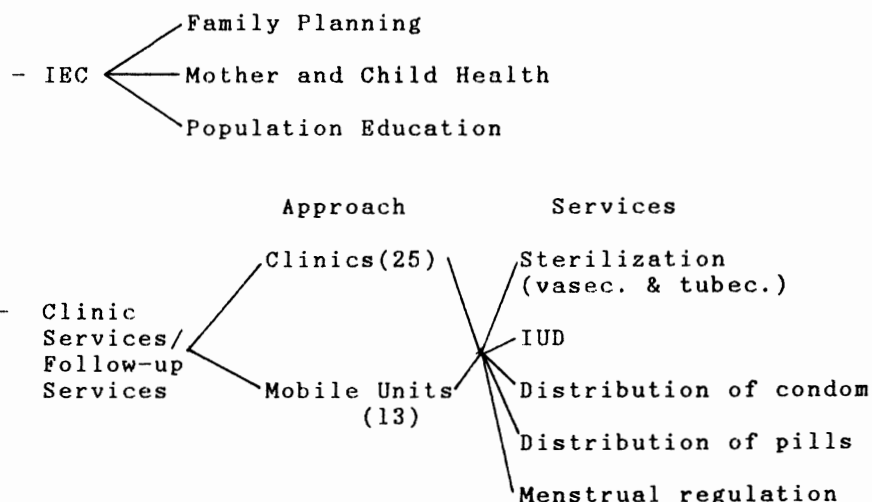 Family Planning
- IEC
Mother and Child Health
Population Education
Approach
Services
Clinics(25)
Sterilization
(vasec. & tubec.)
- Clinic
Services/
Follow-up
Services
IUD
Mobile Units
(13)
Distribution of condom
Distribution of pills
Menstrual regulation